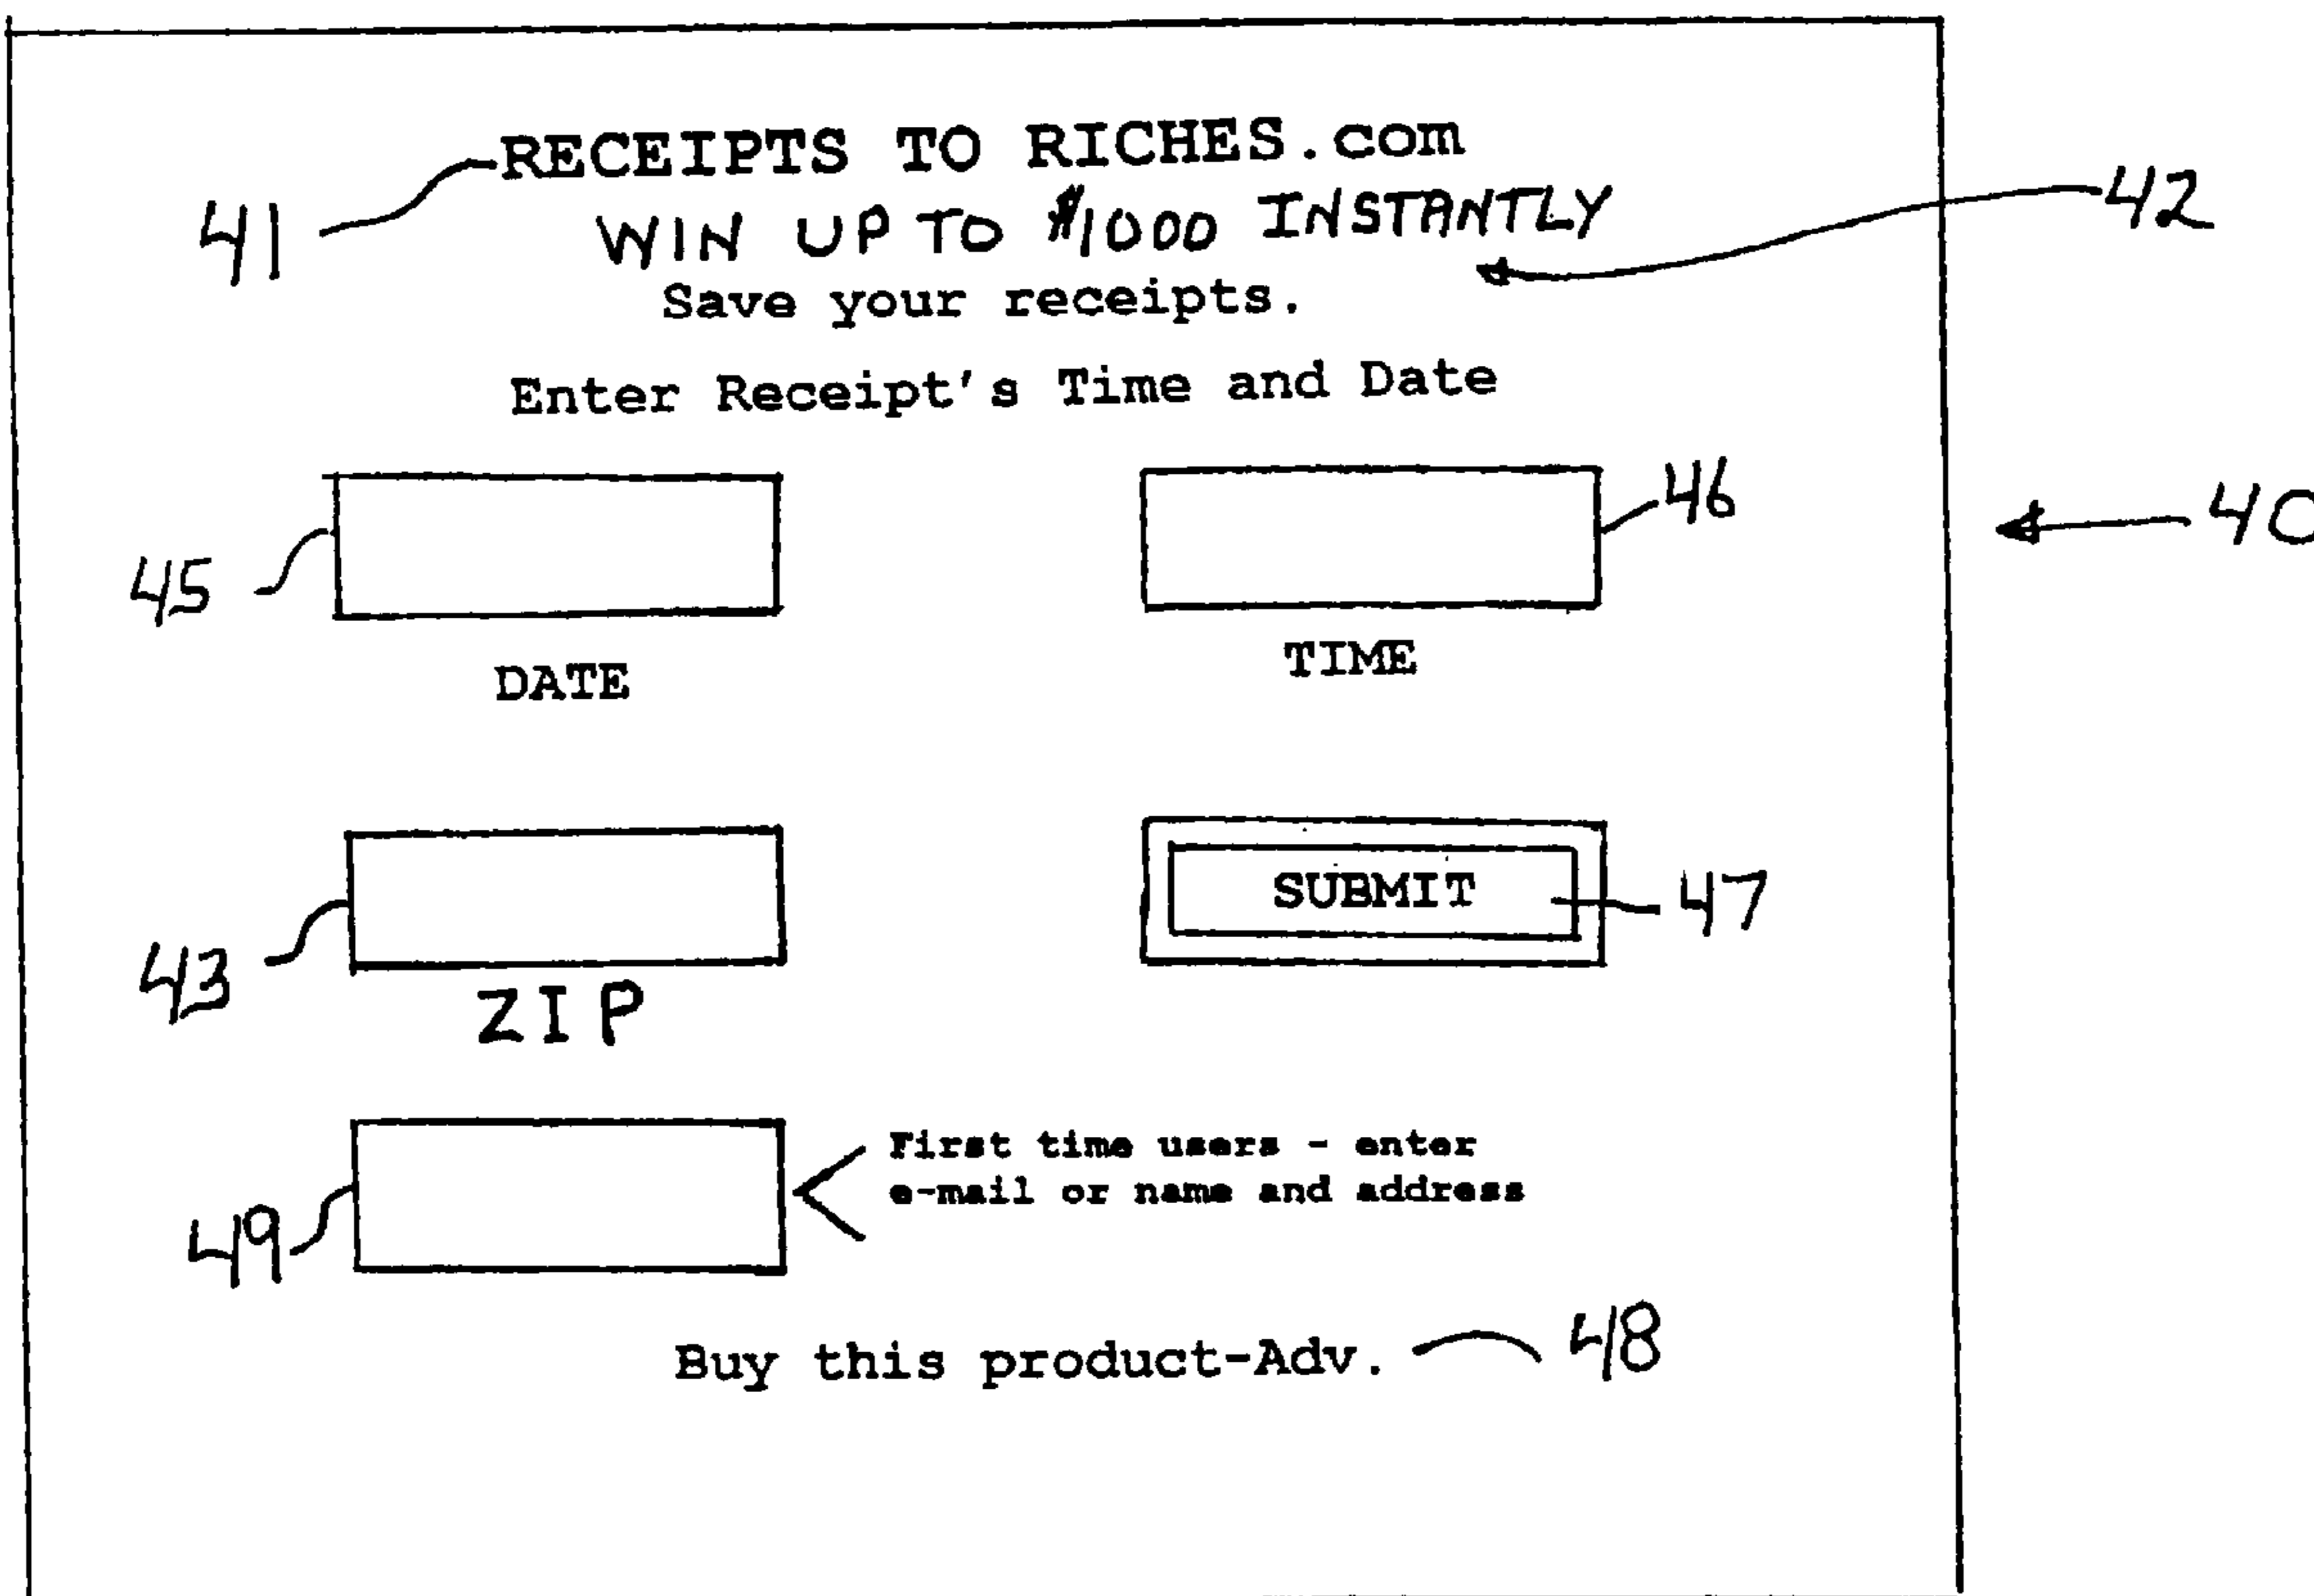 RECEIPTS TO RICHES.com
41
WIN UP TO $1000 INSTANTLY
42
Save your receipts.
Enter Receipt's Time and Date
46
40
45
DATE
TIME
SUBMIT
47
43
ZIP
First time users - enter
e-mail or name and address
49
Buy this product-Adv.
48